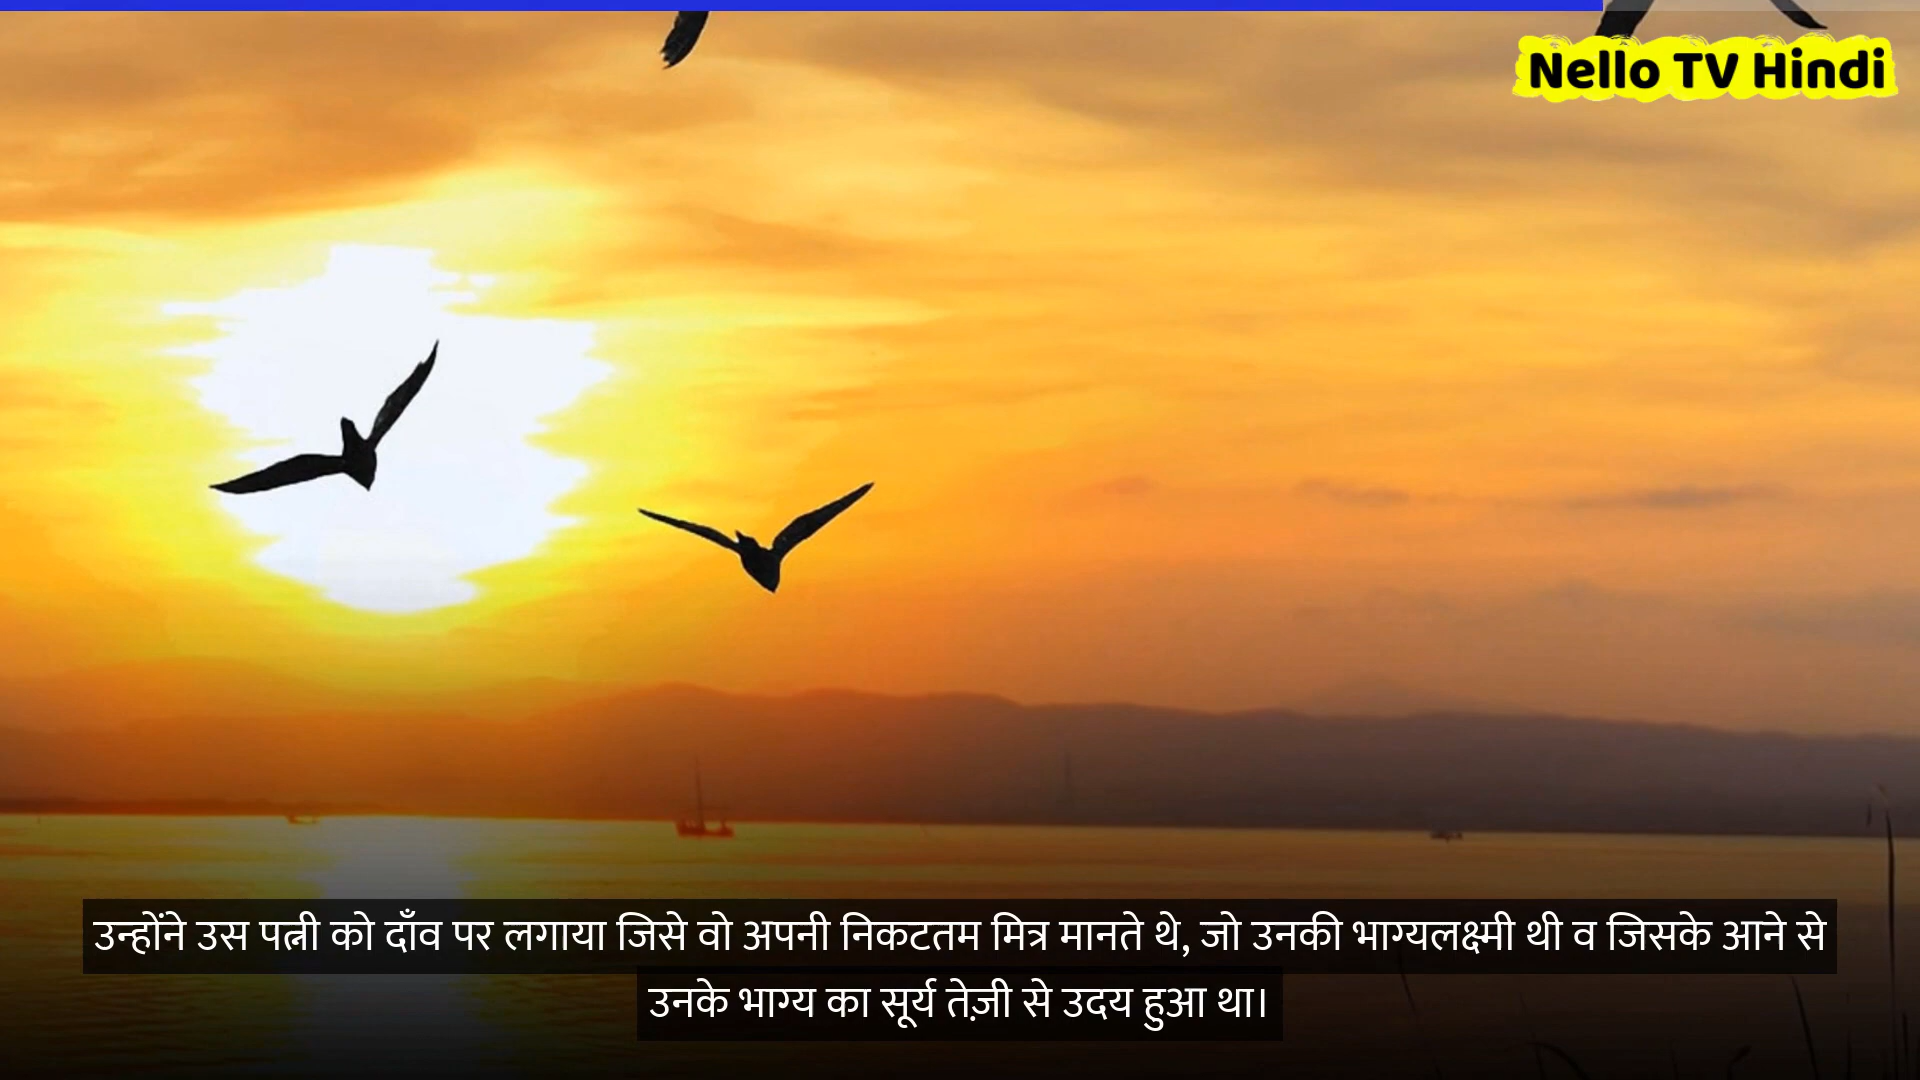 Nello TV Hindi
उन्होंने उस पत्नी को दाँव पर लगाया जिसे वो अपनी निकटतम मित्र मानते थे, जो उनकी भाग्यलक्ष्मी थी व जिसके आने से
उनके भाग्य का सूर्य तेज़ी से उदय हुआ था।